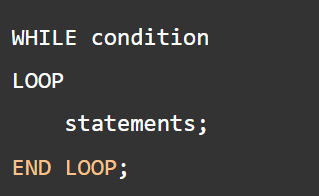 WHILE condition
LOOP
    statements;
END LOOP;